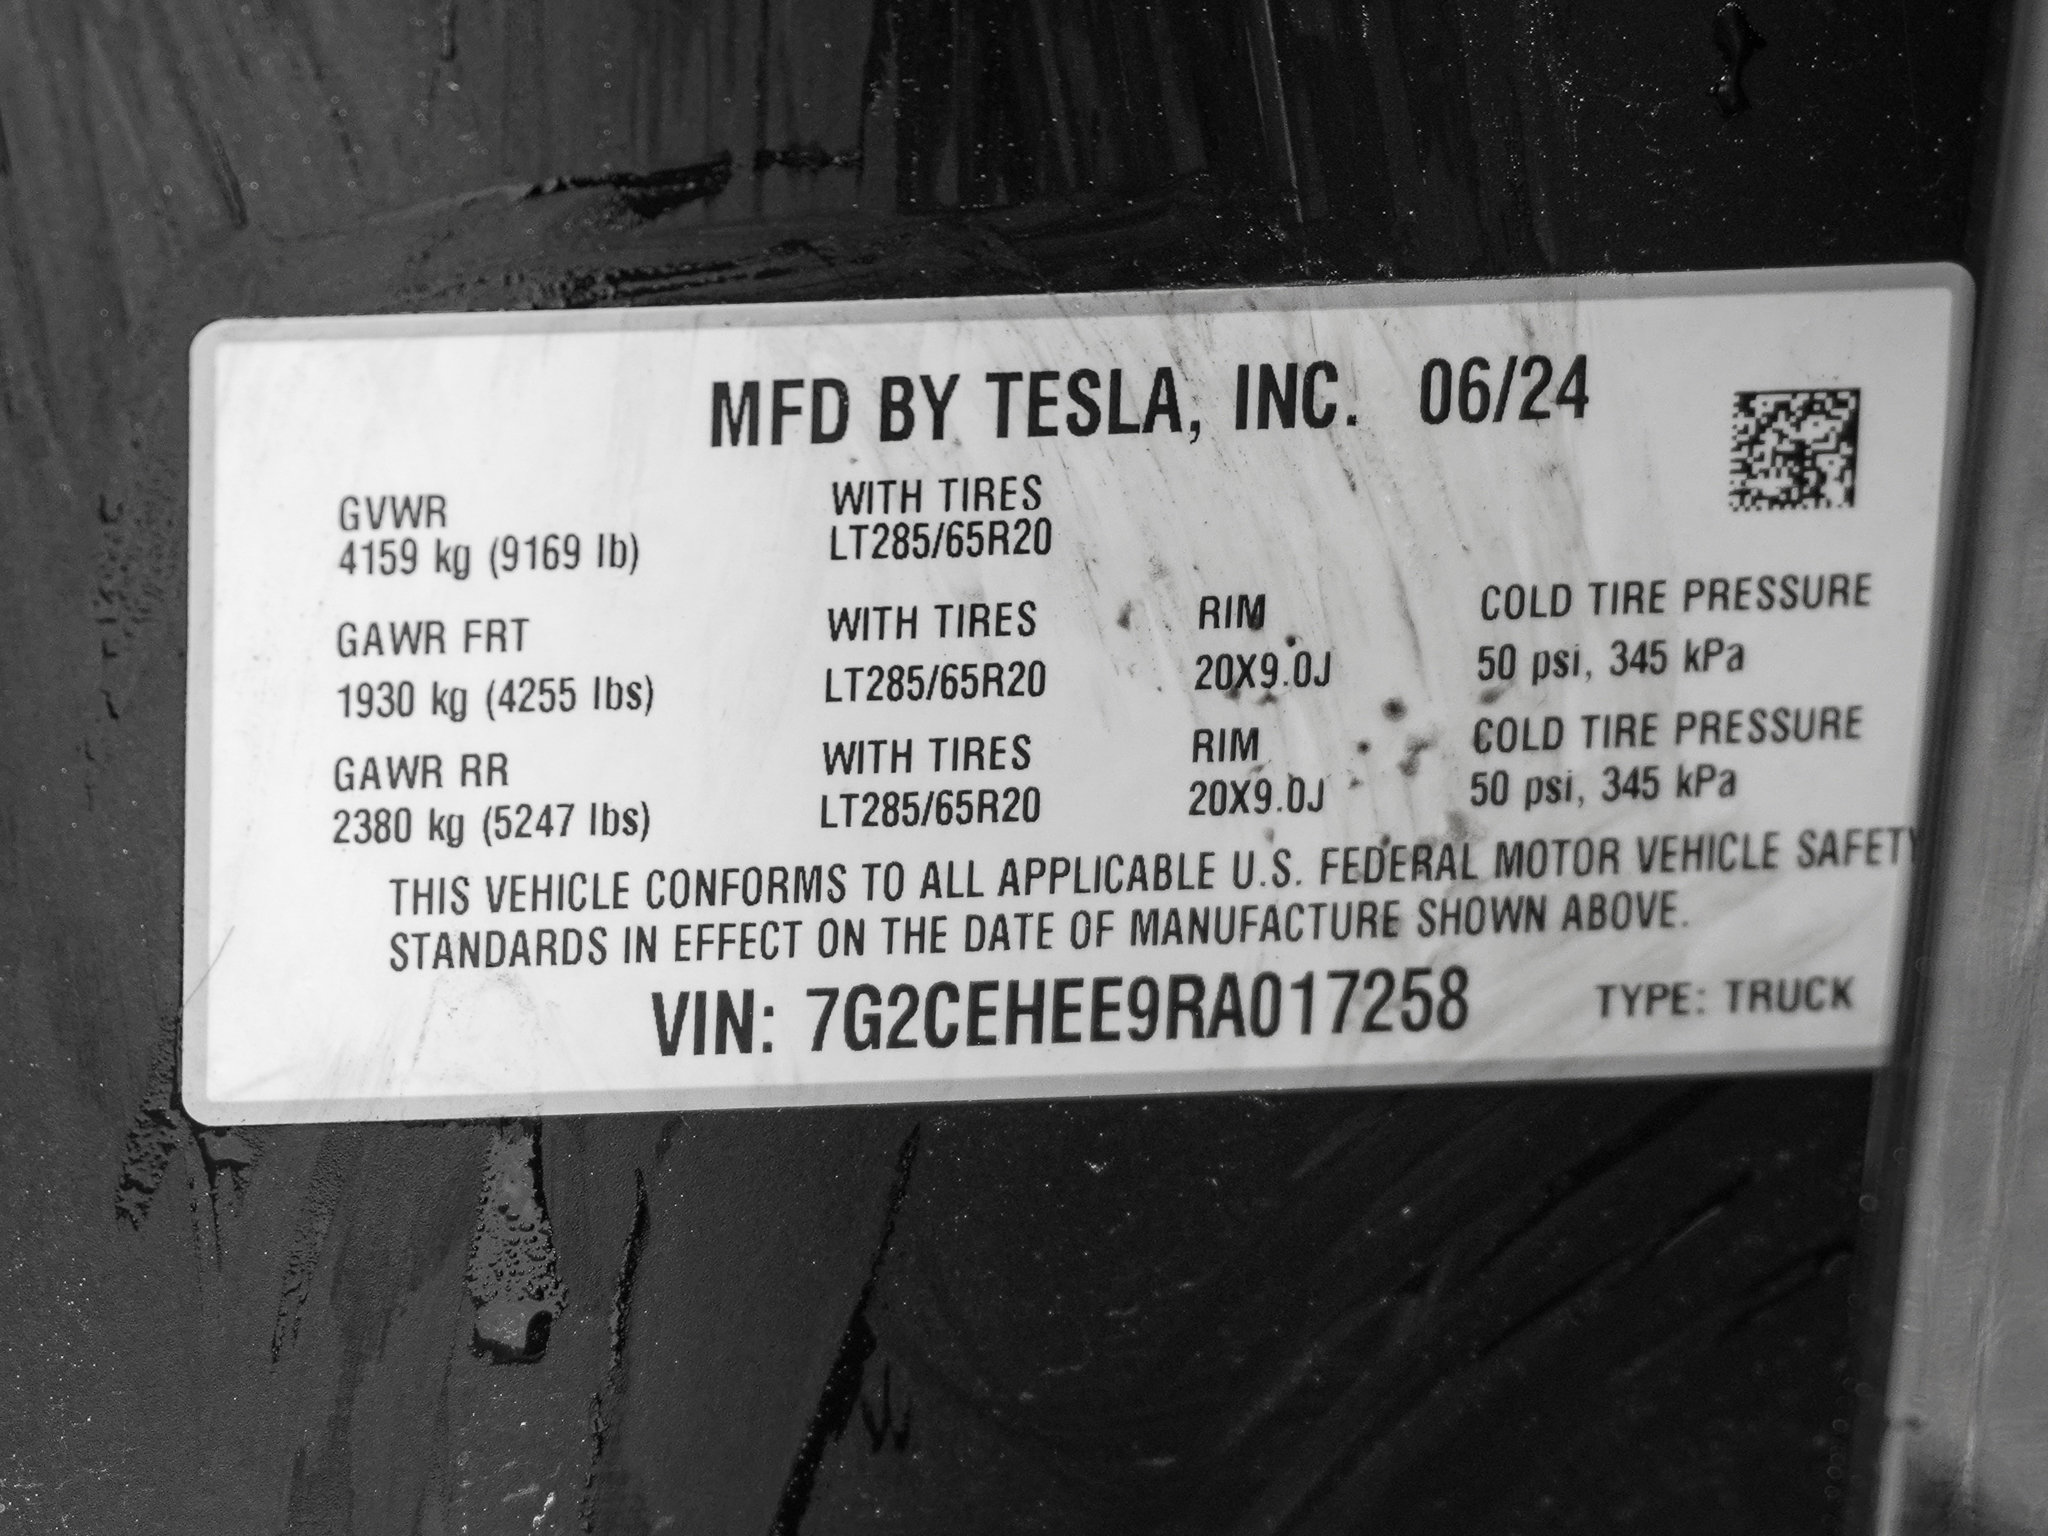 MFD BY TESLA, INC. 06/24
GVWR WITH TIRES
4159 kg (9169 lb) LT285/65R20
GAWR FRT WITH TIRES RIM COLD TIRE PRESSURE
1930 kg (4255 lbs) LT285/65R20 20X9.0J 50 psi, 345 kPa
GAWR RR WITH TIRES RIM COLD TIRE PRESSURE
2380 kg (5247 lbs) LT285/65R20 20X9.0J 50 psi, 345 kPa
THIS VEHICLE CONFORMS TO ALL APPLICABLE U.S. FEDERAL MOTOR VEHICLE SAFETY
STANDARDS IN EFFECT ON THE DATE OF MANUFACTURE SHOWN ABOVE.
VIN: 7G2CEHEE9RA017258 TYPE: TRUCK